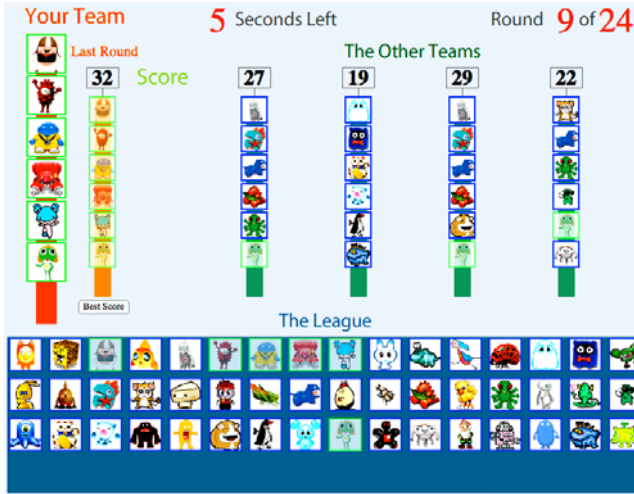 Your Team
5 Seconds Left
Round 9 of 24
Last Round
The Other Teams
32 Score
27
19
29
22
Best Score
The League